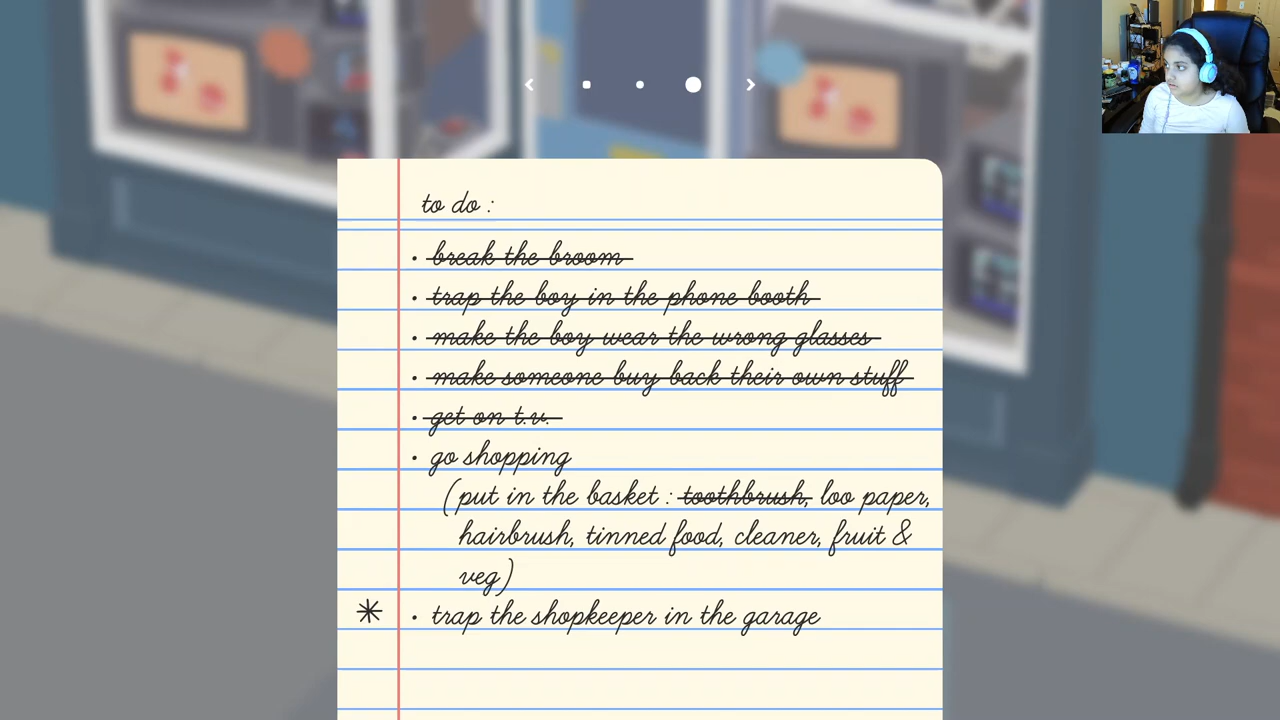 to do :
• break the broom
• trap the boy in the phone booth
• make the boy wear the wrong glasses
• make someone buy back their own stuff
• get on t.v.
• go shopping
(put in the basket : toothbrush, loo paper,
hairbrush, tinned food, cleaner, fruit &
veg)
* • trap the shopkeeper in the garage